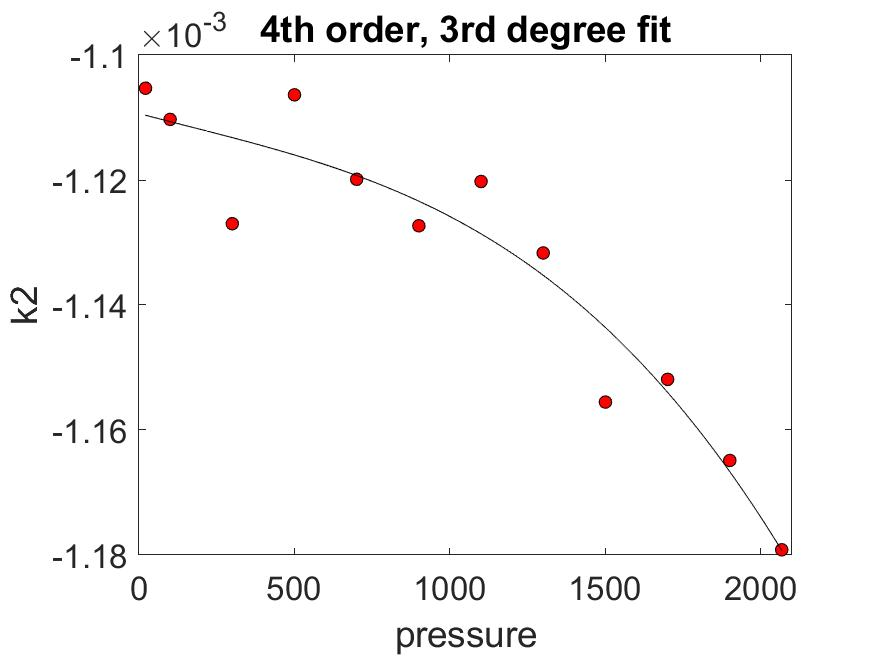 ×10⁻³
4th order, 3rd degree fit
-1.1
-1.12
-1.14
-1.16
-1.18
k2
0 500 1000 1500 2000
pressure